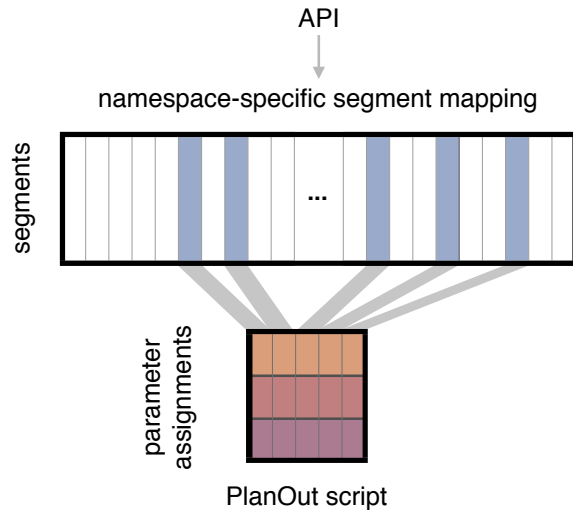 API
namespace-specific segment mapping
segments
...
parameter
assignments
PlanOut script